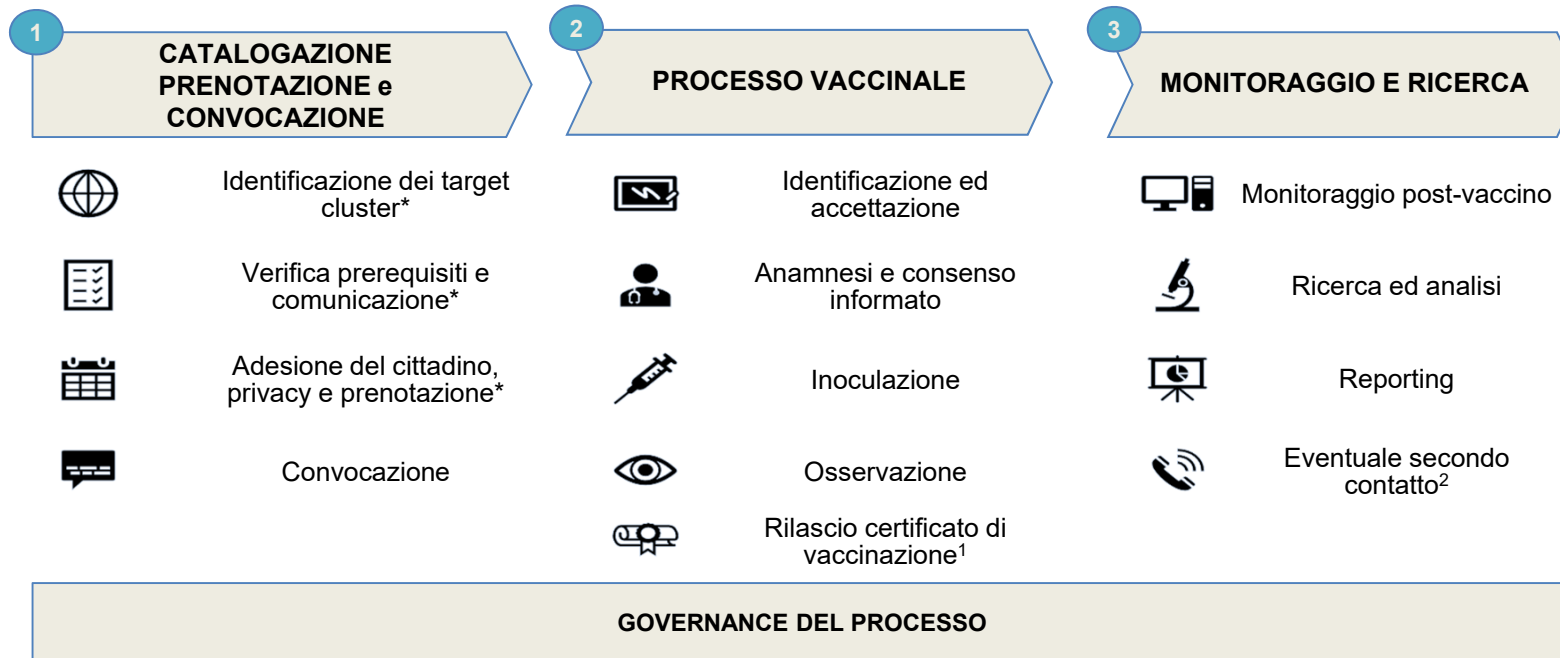 1
CATALOGAZIONE
PRENOTAZIONE e
CONVOCAZIONE
Identificazione dei target
cluster*
Verifica prerequisiti e
comunicazione*
Adesione del cittadino,
privacy e prenotazione*
Convocazione
2
PROCESSO VACCINALE
Identificazione ed
accettazione
Anamnesi e consenso
informato
Inoculazione
Osservazione
Rilascio certificato di
vaccinazione1
3
MONITORAGGIO E RICERCA
Monitoraggio post-vaccino
Ricerca ed analisi
Reporting
Eventuale secondo
contatto2
GOVERNANCE DEL PROCESSO